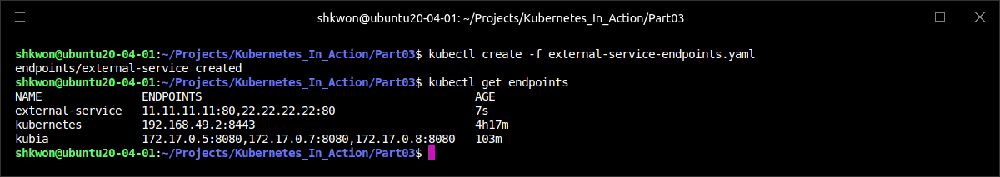 shkwon@ubuntu20-04-01: ~/Projects/Kubernetes_In_Action/Part03
shkwon@ubuntu20-04-01:~/Projects/Kubernetes_In_Action/Part03$ kubectl create -f external-service-endpoints.yaml
endpoints/external-service created
shkwon@ubuntu20-04-01:~/Projects/Kubernetes_In_Action/Part03$ kubectl get endpoints
NAME               ENDPOINTS                                         AGE
external-service   11.11.11.11:80,22.22.22.22:80                     7s
kubernetes         192.168.49.2:8443                                 4h17m
kubia              172.17.0.5:8080,172.17.0.7:8080,172.17.0.8:8080   103m
shkwon@ubuntu20-04-01:~/Projects/Kubernetes_In_Action/Part03$